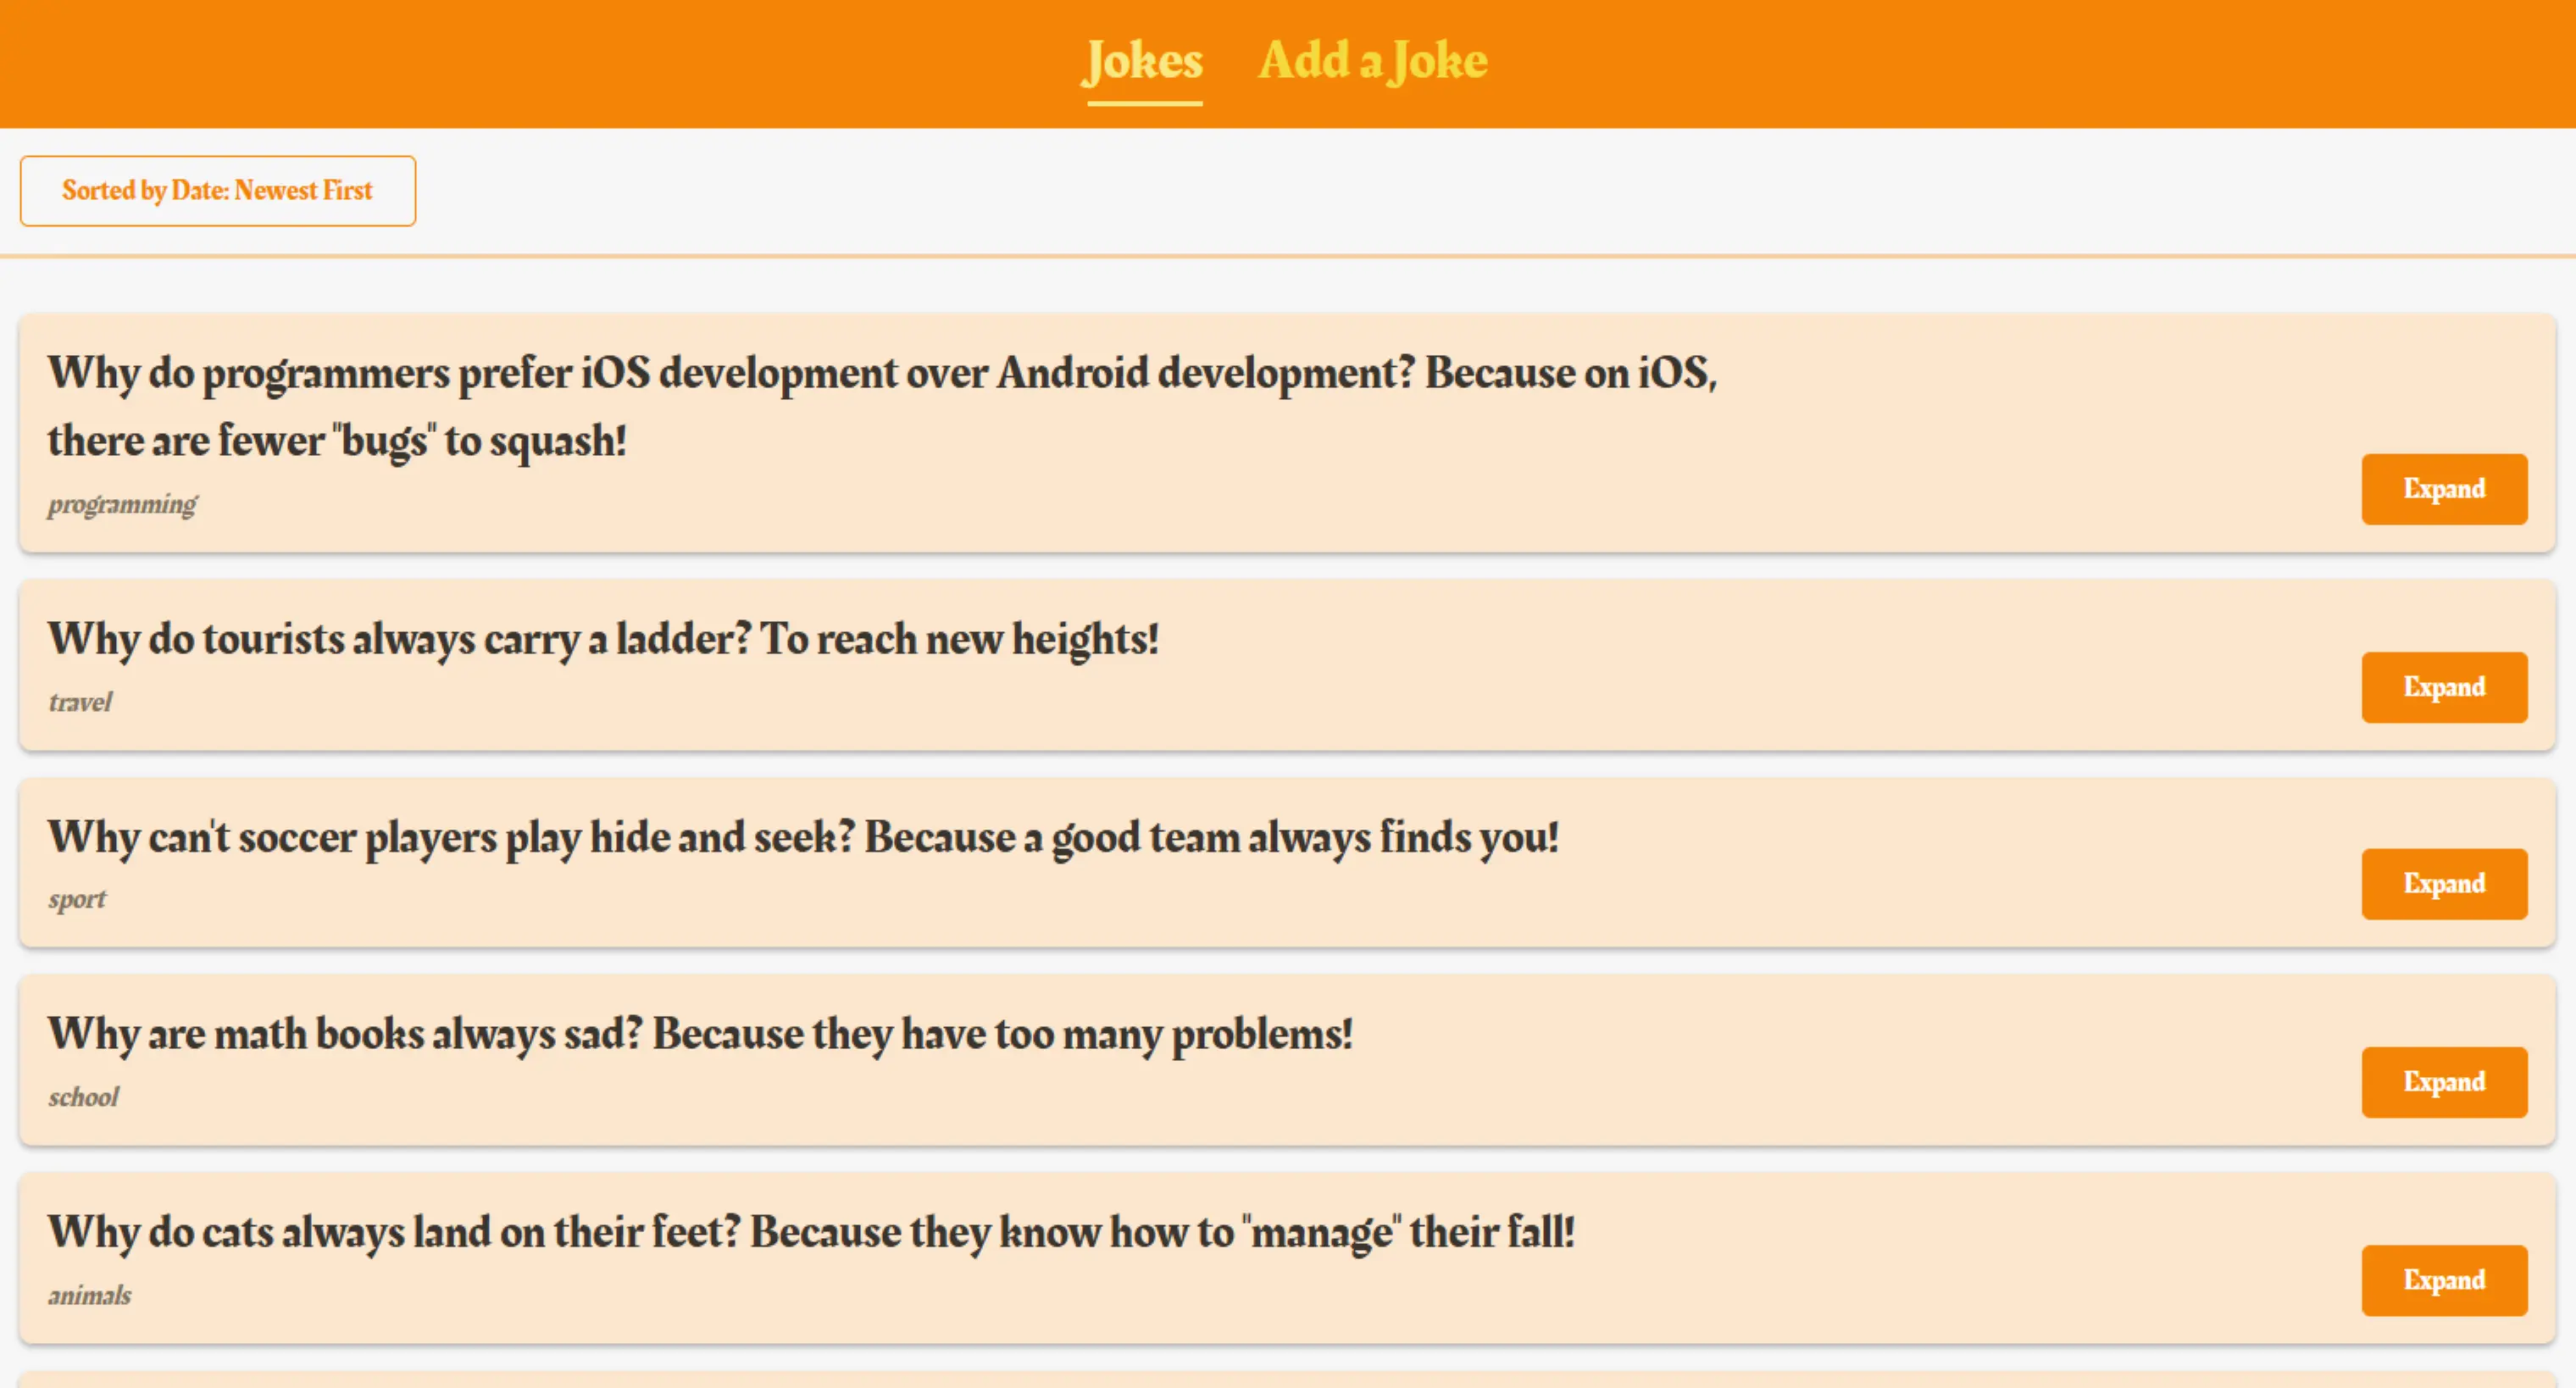 Jokes Add a Joke
Sorted by Date: Newest First
Why do programmers prefer iOS development over Android development? Because on iOS,
there are fewer "bugs" to squash!
programming
Expand
Why do tourists always carry a ladder? To reach new heights!
travel
Expand
Why can't soccer players play hide and seek? Because a good team always finds you!
sport
Expand
Why are math books always sad? Because they have too many problems!
school
Expand
Why do cats always land on their feet? Because they know how to "manage" their fall!
animals
Expand